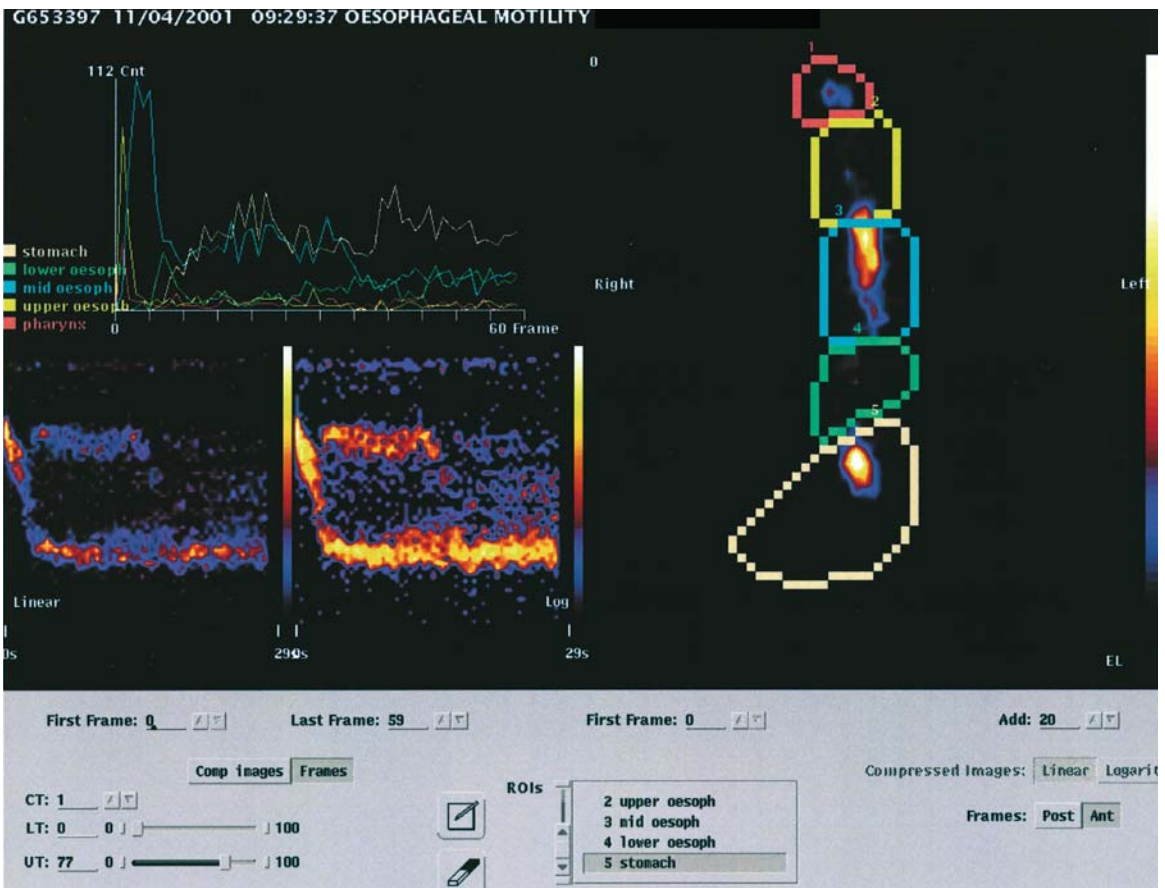 G653397 11/04/2001 09:29:37 OESOPHAGEAL MOTILITY
112 Cnt
0
1
2
3
4
5
stomach
lower oesoph
mid oesoph
upper oesoph
pharynx
0
60 Frame
Right
Left
Linear
Log
0s
29s
0s
29s
EL
First Frame: 0
Last Frame: 59
First Frame: 0
Add: 20
Comp images Frames
Compressed Images: Linear Logarit
CT: 1
LT: 0 0 100
UT: 77 0 100
ROIs
2 upper oesoph
3 mid oesoph
4 lower oesoph
5 stomach
Frames: Post Ant